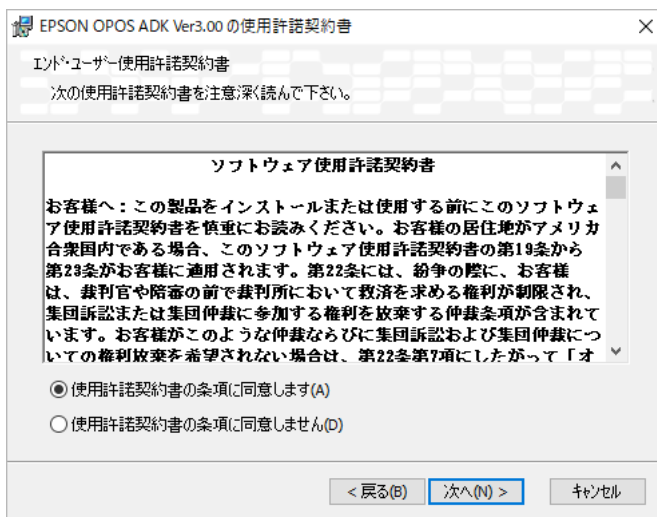 EPSON OPOS ADK Ver3.00 の使用許諾契約書
エンド・ユーザー使用許諾契約書
次の使用許諾契約書を注意深く読んで下さい。
ソフトウェア使用許諾契約書
お客様へ：この製品をインストールまたは使用する前にこのソフトウェ
ア使用許諾契約書を慎重にお読みください。お客様の居住地がアメリカ
合衆国内である場合、このソフトウェア使用許諾契約書の第19条から
第23条がお客様に適用されます。第22条には、紛争の際に、お客様
は、裁判官や陪審の前で裁判所において救済を求める権利が制限され、
集団訴訟または集団仲裁に参加する権利を放棄する仲裁条項が含まれて
います。お客様がこのような仲裁ならびに集団訴訟および集団仲裁につ
いての権利放棄を希望されない場合は、第22条第7項にしたがって「オ
使用許諾契約書の条項に同意します(A)
使用許諾契約書の条項に同意しません(D)
< 戻る(B) 次へ(N) > キャンセル